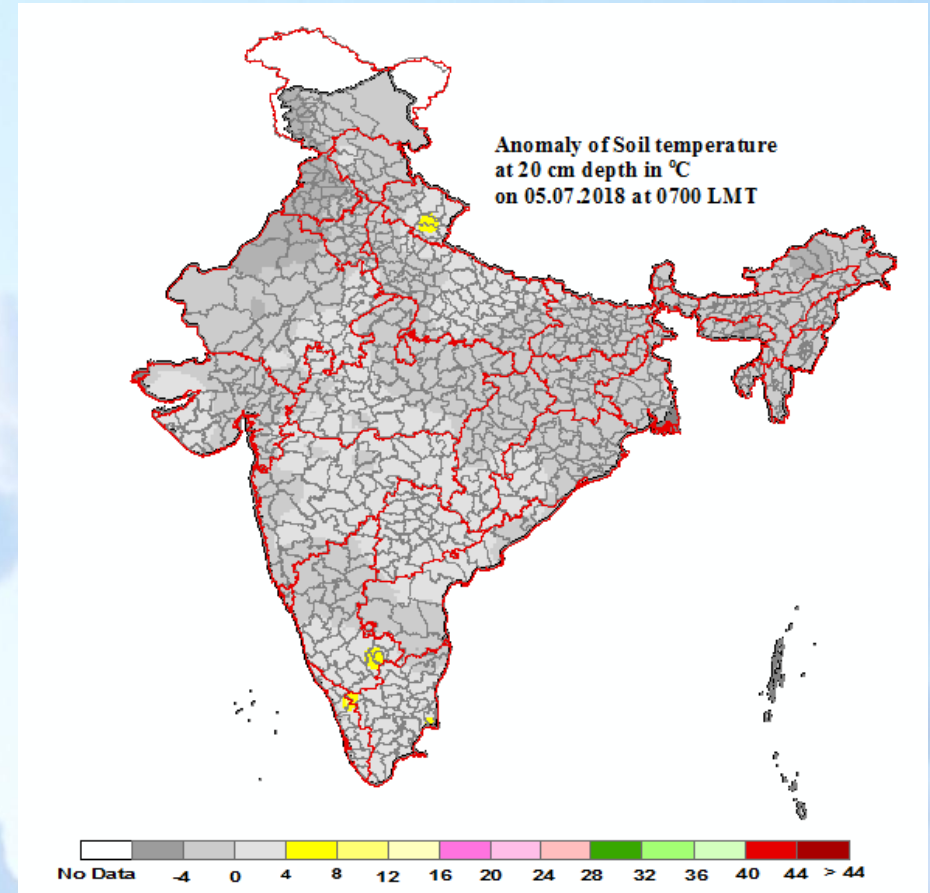 Anomaly of Soil temperature
at 20 cm depth in ⁰C
on 05.07.2018 at 0700 LMT
No Data -4 0 4 8 12 16 20 24 28 32 36 40 44 > 44